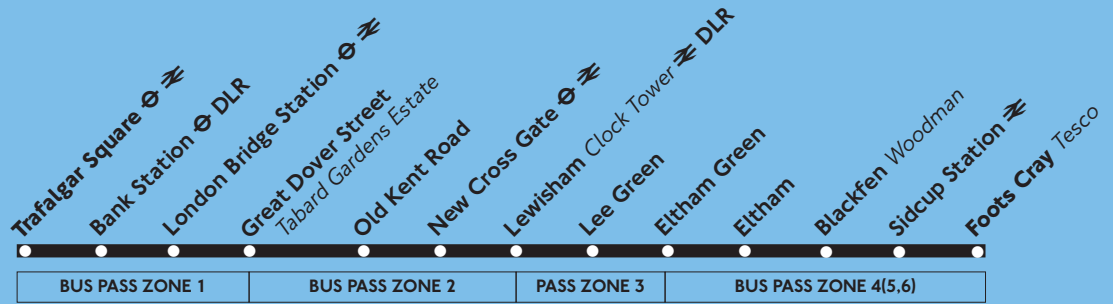 Trafalgar Square
Bank Station DLR
London Bridge Station
Great Dover Street
Tabard Gardens Estate
Old Kent Road
New Cross Gate
Lewisham Clock Tower DLR
Lee Green
Eltham Green
Eltham
Blackfen Woodman
Sidcup Station
Foots Cray Tesco
BUS PASS ZONE 1
BUS PASS ZONE 2
PASS ZONE 3
BUS PASS ZONE 4(5,6)